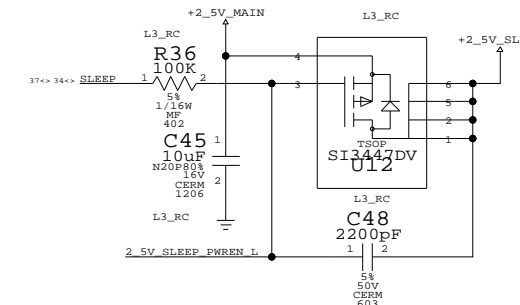 +2_5V_MAIN
L3_RC
L3_RC
+2_5V_SL
R36
100K
37<> 34<> SLEEP
1
2
5%
1/16W
MF
402
4
3
6
5
2
1
TSOP
SI3447DV
U12
C45
1
10uF
N20P80%
16V
2
CERM
1206
L3_RC
L3_RC
C48
2200pF
2_5V_SLEEP_PWREN_L
1
2
5%
50V
CERM
603